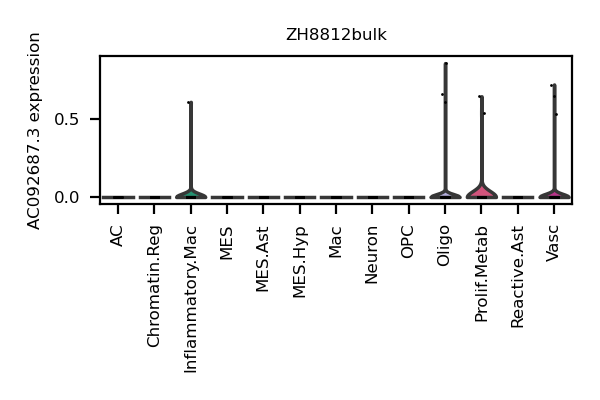 ZH8812bulk
AC092687.3 expression
0.5
0.0
AC
Chromatin.Reg
Inflammatory.Mac
MES
MES.Ast
MES.Hyp
Mac
Neuron
OPC
Oligo
Prolif.Metab
Reactive.Ast
Vasc